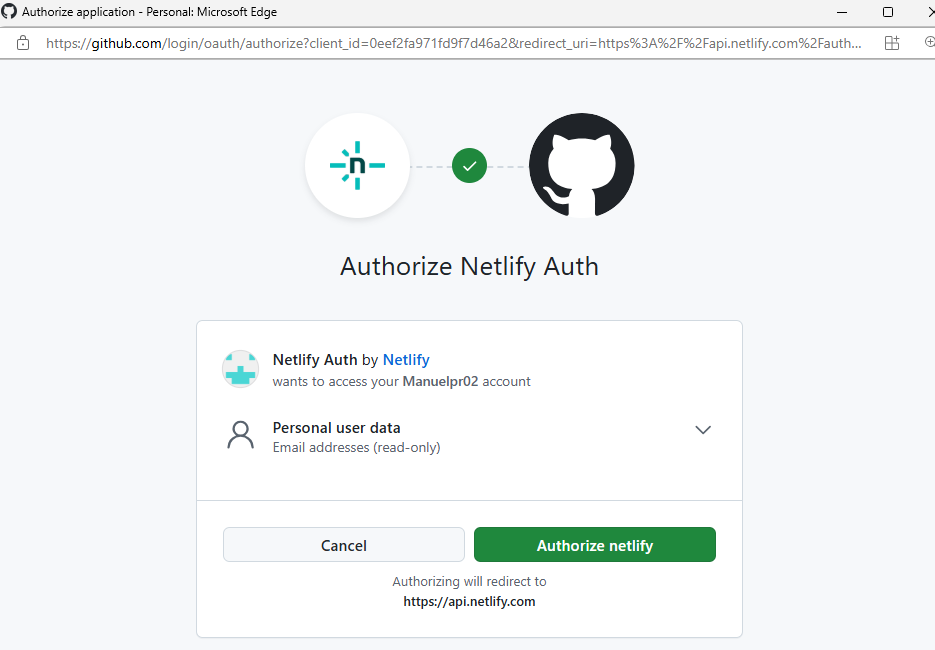 Authorize application - Personal: Microsoft Edge
https://github.com/login/oauth/authorize?client_id=0eef2fa971fd9f7d46a2&redirect_uri=https%3A%2F%2Fapi.netlify.com%2Fauth...
n
Authorize Netlify Auth
Netlify Auth by Netlify
wants to access your Manuelpr02 account
Personal user data
Email addresses (read-only)
Cancel
Authorize netlify
Authorizing will redirect to
https://api.netlify.com